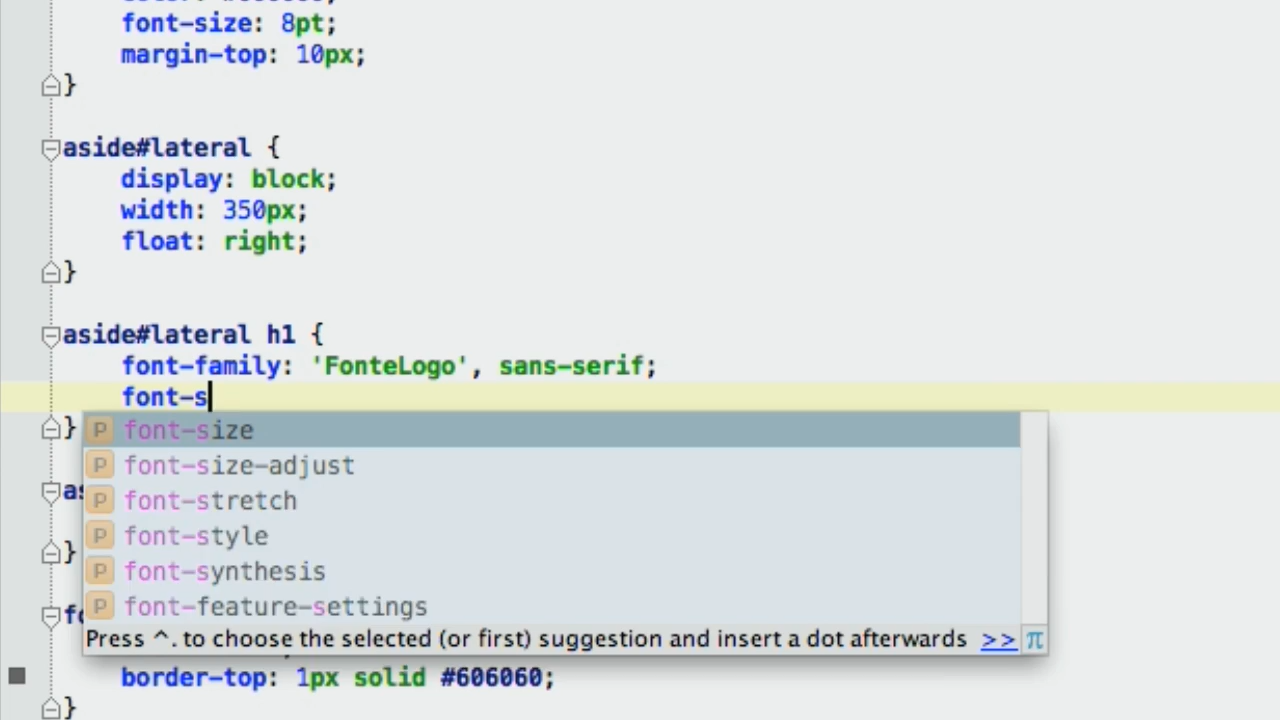 font-size: 8pt;
margin-top: 10px;
}
aside#lateral {
display: block;
width: 350px;
float: right;
}
aside#lateral h1 {
font-family: 'FonteLogo', sans-serif;
font-s
}
P font-size
P font-size-adjust
P font-stretch
P font-style
P font-synthesis
P font-feature-settings
Press ^. to choose the selected (or first) suggestion and insert a dot afterwards >> π
}
border-top: 1px solid #606060;
}